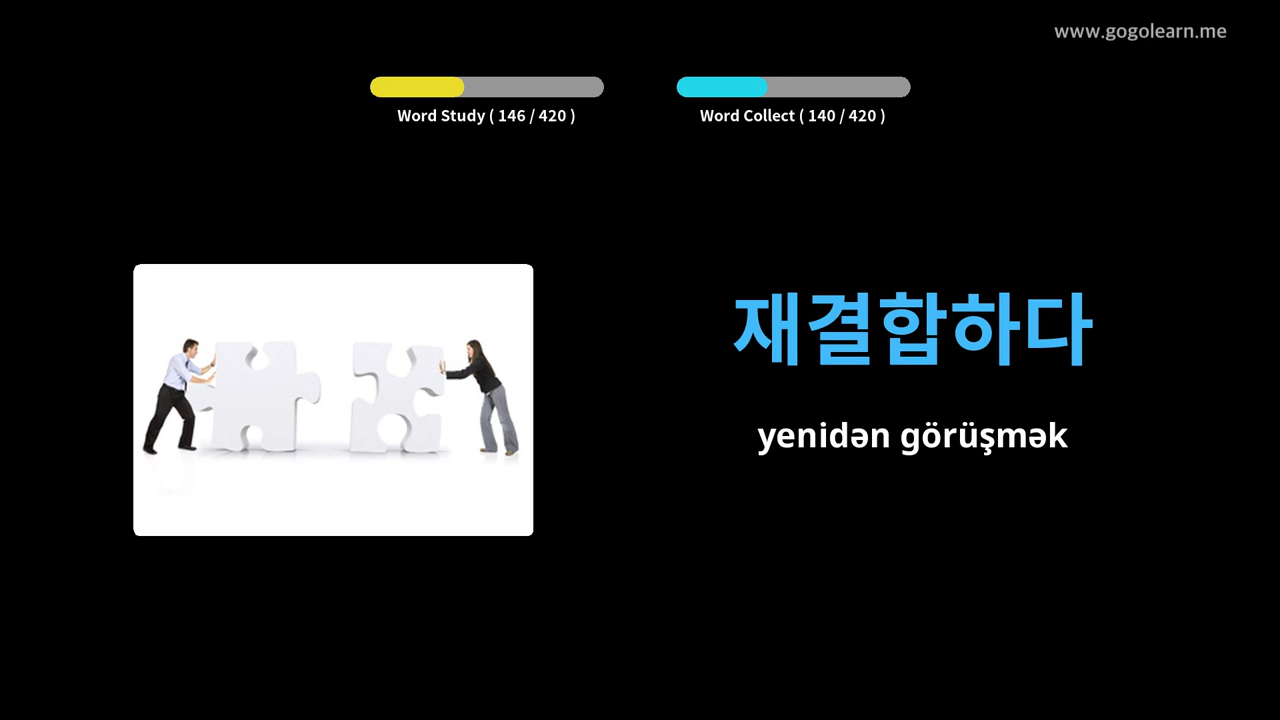 www.gogolearn.me
Word Study ( 146 / 420 )
Word Collect ( 140 / 420 )
재결합하다
yenidən görüşmək